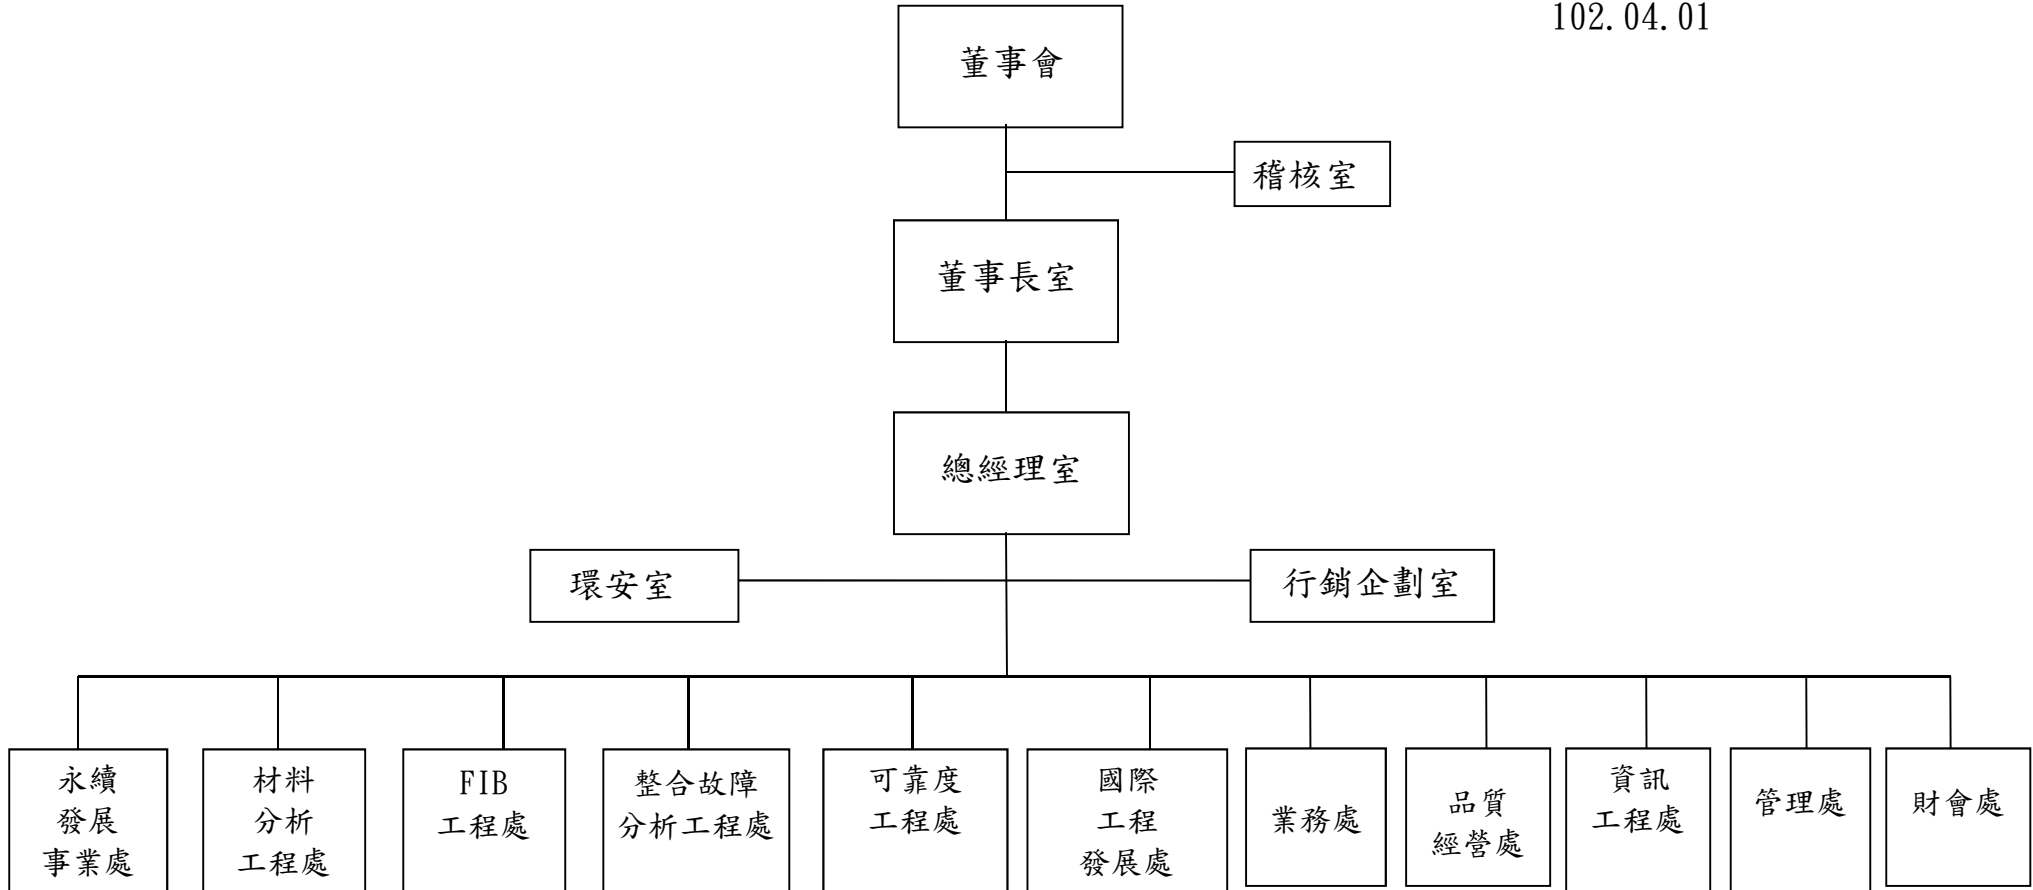 102.04.01
董事會
稽核室
董事長室
總經理室
環安室
行銷企劃室
永續
發展
事業處
材料
分析
工程處
FIB
工程處
整合故障
分析工程處
可靠度
工程處
國際
工程
發展處
業務處
品質
經營處
資訊
工程處
管理處
財會處